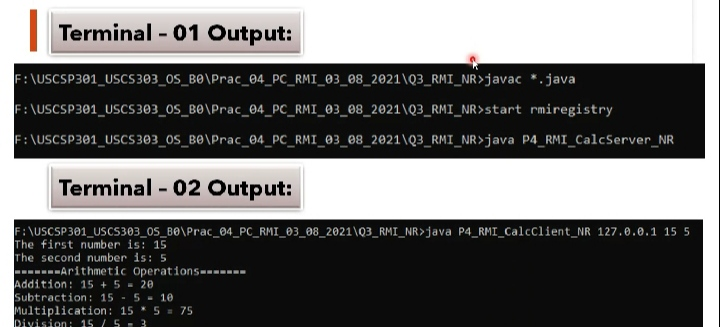 Terminal - 01 Output:
F:\USCSP301_USCS303_OS_B0\Prac_04_PC_RMI_03_08_2021\Q3_RMI_NR>javac *.java
F:\USCSP301_USCS303_OS_B0\Prac_04_PC_RMI_03_08_2021\Q3_RMI_NR>start rmiregistry
F:\USCSP301_USCS303_OS_B0\Prac_04_PC_RMI_03_08_2021\Q3_RMI_NR>java P4_RMI_CalcServer_NR
Terminal - 02 Output:
F:\USCSP301_USCS303_OS_B0\Prac_04_PC_RMI_03_08_2021\Q3_RMI_NR>java P4_RMI_CalcClient_NR 127.0.0.1 15 5
The first number is: 15
The second number is: 5
=======Arithmetic Operations=======
Addition: 15 + 5 = 20
Subtraction: 15 - 5 = 10
Multiplication: 15 * 5 = 75
Division: 15 / 5 = 3